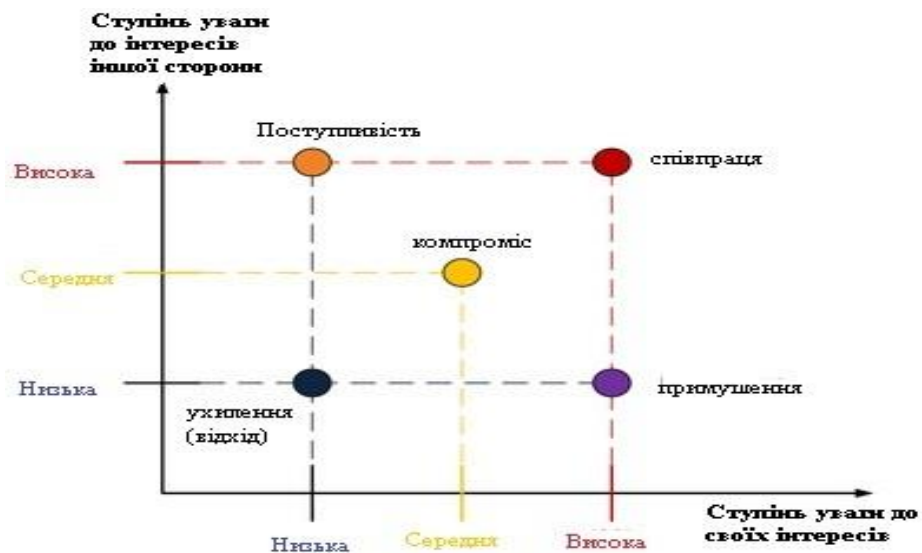 Ступінь уваги
до інтересів
іншої сторони
Поступливість
співпраця
Висока
компроміс
Середня
Низька
примушення
ухилення
(відхід)
Ступінь уваги до
своїх інтересів
Низька
Середня
Висока